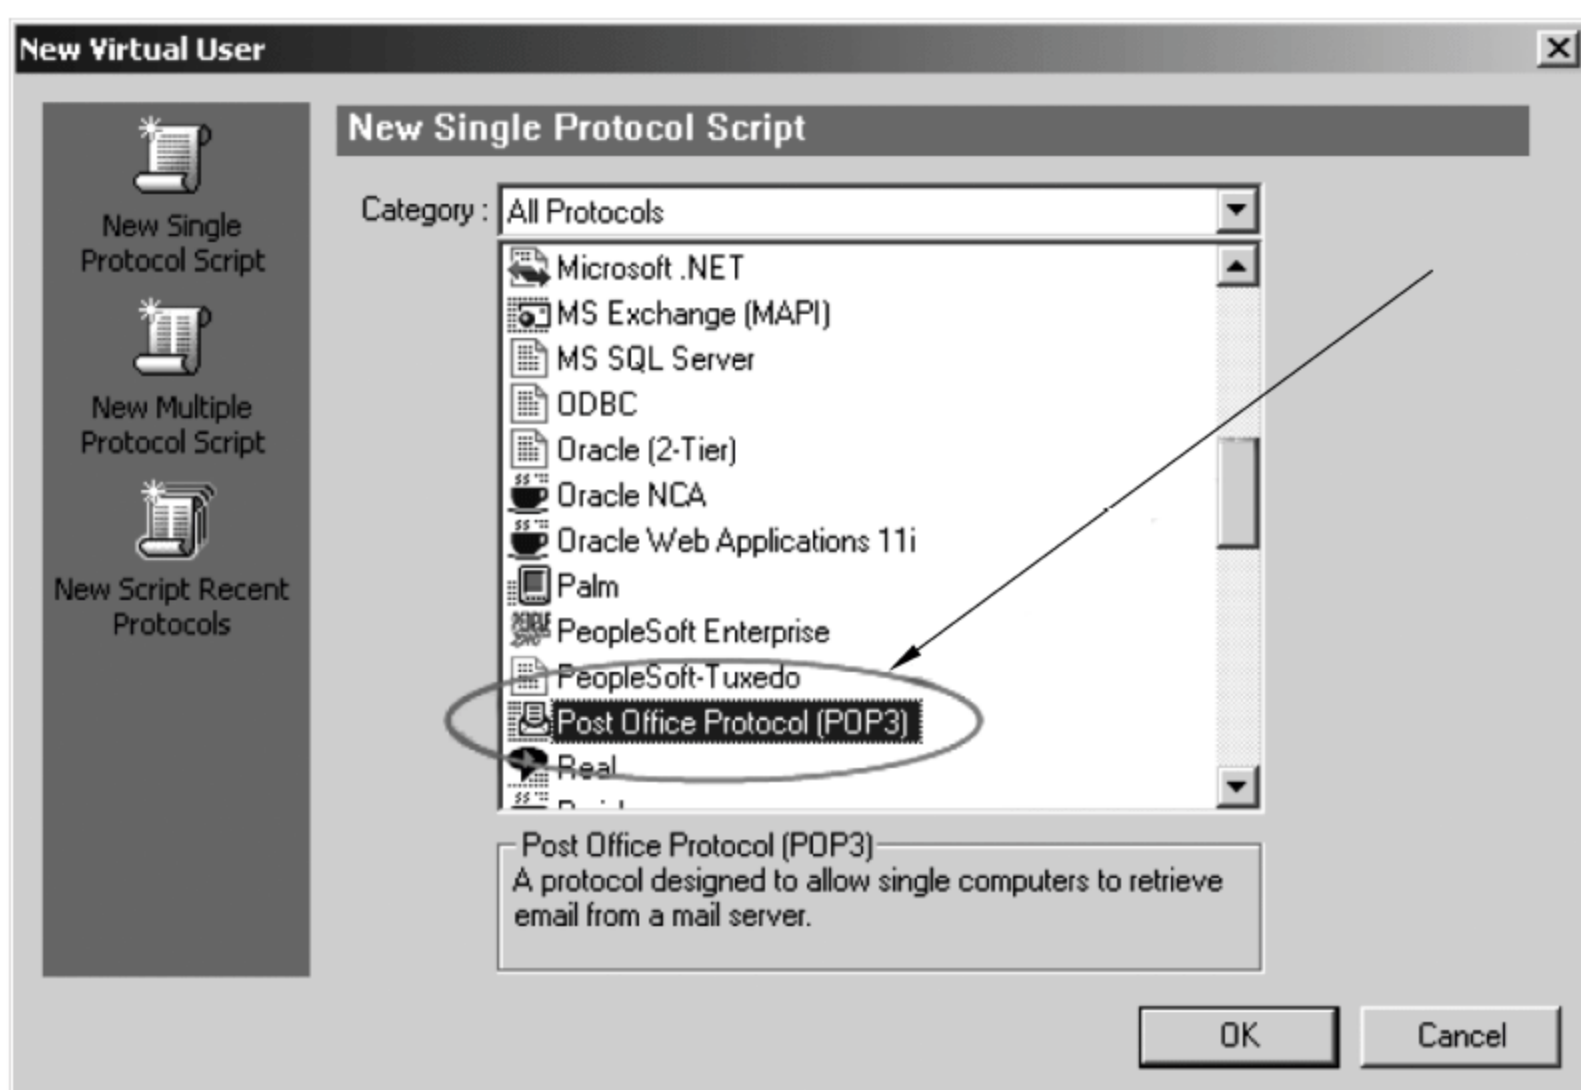 New Virtual User
New Single
Protocol Script
New Multiple
Protocol Script
New Script Recent
Protocols
New Single Protocol Script
Category : All Protocols
Microsoft .NET
MS Exchange (MAPI)
MS SQL Server
ODBC
Oracle (2-Tier)
Oracle NCA
Oracle Web Applications 11i
Palm
PeopleSoft Enterprise
PeopleSoft-Tuxedo
Post Office Protocol (POP3)
Real
Post Office Protocol (POP3)
A protocol designed to allow single computers to retrieve
email from a mail server.
OK Cancel